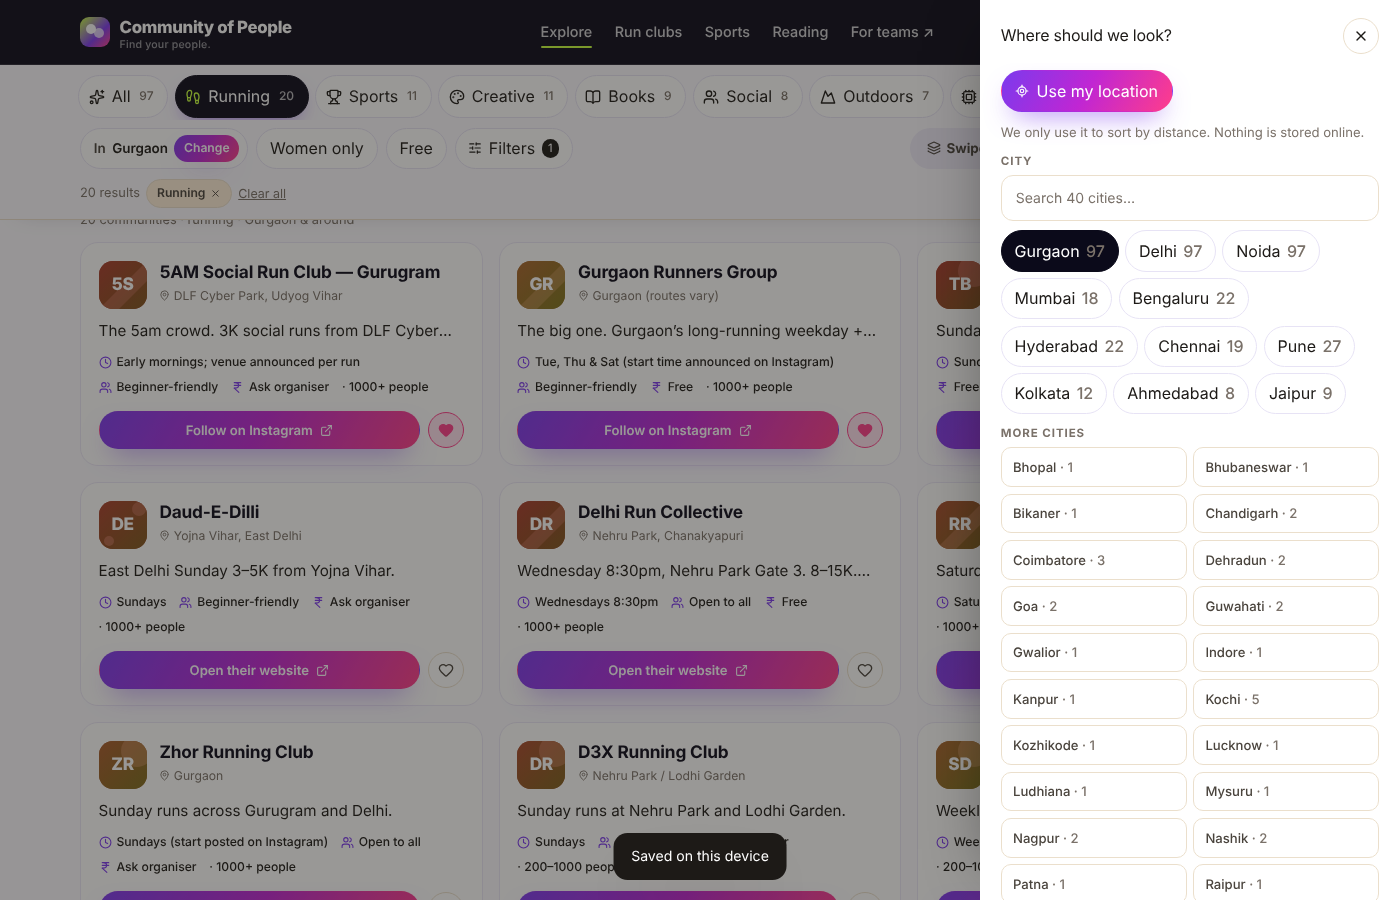 Community of People
Find your people.
Explore Run clubs Sports Reading For teams ↗
All 97 Running 20 Sports 11 Creative 11 Books 9 Social 8 Outdoors 7
In Gurgaon Change Women only Free Filters 1
20 results Running × Clear all
20 communities · running · Gurgaon & around
5AM Social Run Club — Gurugram
DLF Cyber Park, Udyog Vihar
The 5am crowd. 3K social runs from DLF Cyber...
Early mornings; venue announced per run
Beginner-friendly ₹ Ask organiser · 1000+ people
Follow on Instagram
GR
Gurgaon Runners Group
Gurgaon (routes vary)
The big one. Gurgaon's long-running weekday +...
Tue, Thu & Sat (start time announced on Instagram)
Beginner-friendly ₹ Free · 1000+ people
Follow on Instagram
5S
TB
DE
Daud-E-Dilli
Yojna Vihar, East Delhi
East Delhi Sunday 3–5K from Yojna Vihar.
Sundays Beginner-friendly ₹ Ask organiser
· 1000+ people
Open their website
DR
Delhi Run Collective
Nehru Park, Chanakyapuri
Wednesday 8:30pm, Nehru Park Gate 3. 8–15K....
Wednesdays 8:30pm Open to all ₹ Free
· 1000+ people
Open their website
RR
ZR
Zhor Running Club
Gurgaon
Sunday runs across Gurugram and Delhi.
Sundays (start posted on Instagram) Open to all
₹ Ask organiser · 1000+ people
DR
D3X Running Club
Nehru Park / Lodhi Garden
Sunday runs at Nehru Park and Lodhi Garden.
Sundays
· 200–1000
SD
Saved on this device
Where should we look?
Use my location
We only use it to sort by distance. Nothing is stored online.
CITY
Search 40 cities...
Gurgaon 97 Delhi 97 Noida 97
Mumbai 18 Bengaluru 22
Hyderabad 22 Chennai 19 Pune 27
Kolkata 12 Ahmedabad 8 Jaipur 9
MORE CITIES
Bhopal · 1 Bhubaneswar · 1
Bikaner · 1 Chandigarh · 2
Coimbatore · 3 Dehradun · 2
Goa · 2 Guwahati · 2
Gwalior · 1 Indore · 1
Kanpur · 1 Kochi · 5
Kozhikode · 1 Lucknow · 1
Ludhiana · 1 Mysuru · 1
Nagpur · 2 Nashik · 2
Patna · 1 Raipur · 1